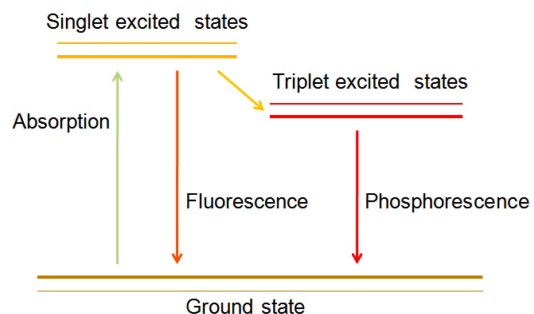 Singlet excited states
Triplet excited states
Absorption
Fluorescence
Phosphorescence
Ground state